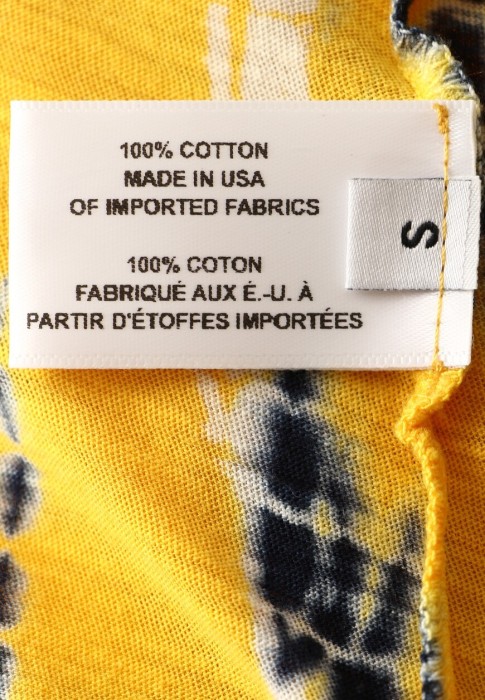 100% COTTON
MADE IN USA
OF IMPORTED FABRICS
100% COTON
FABRIQUÉ AUX É.-U. À
PARTIR D'ÉTOFFES IMPORTÉES
S